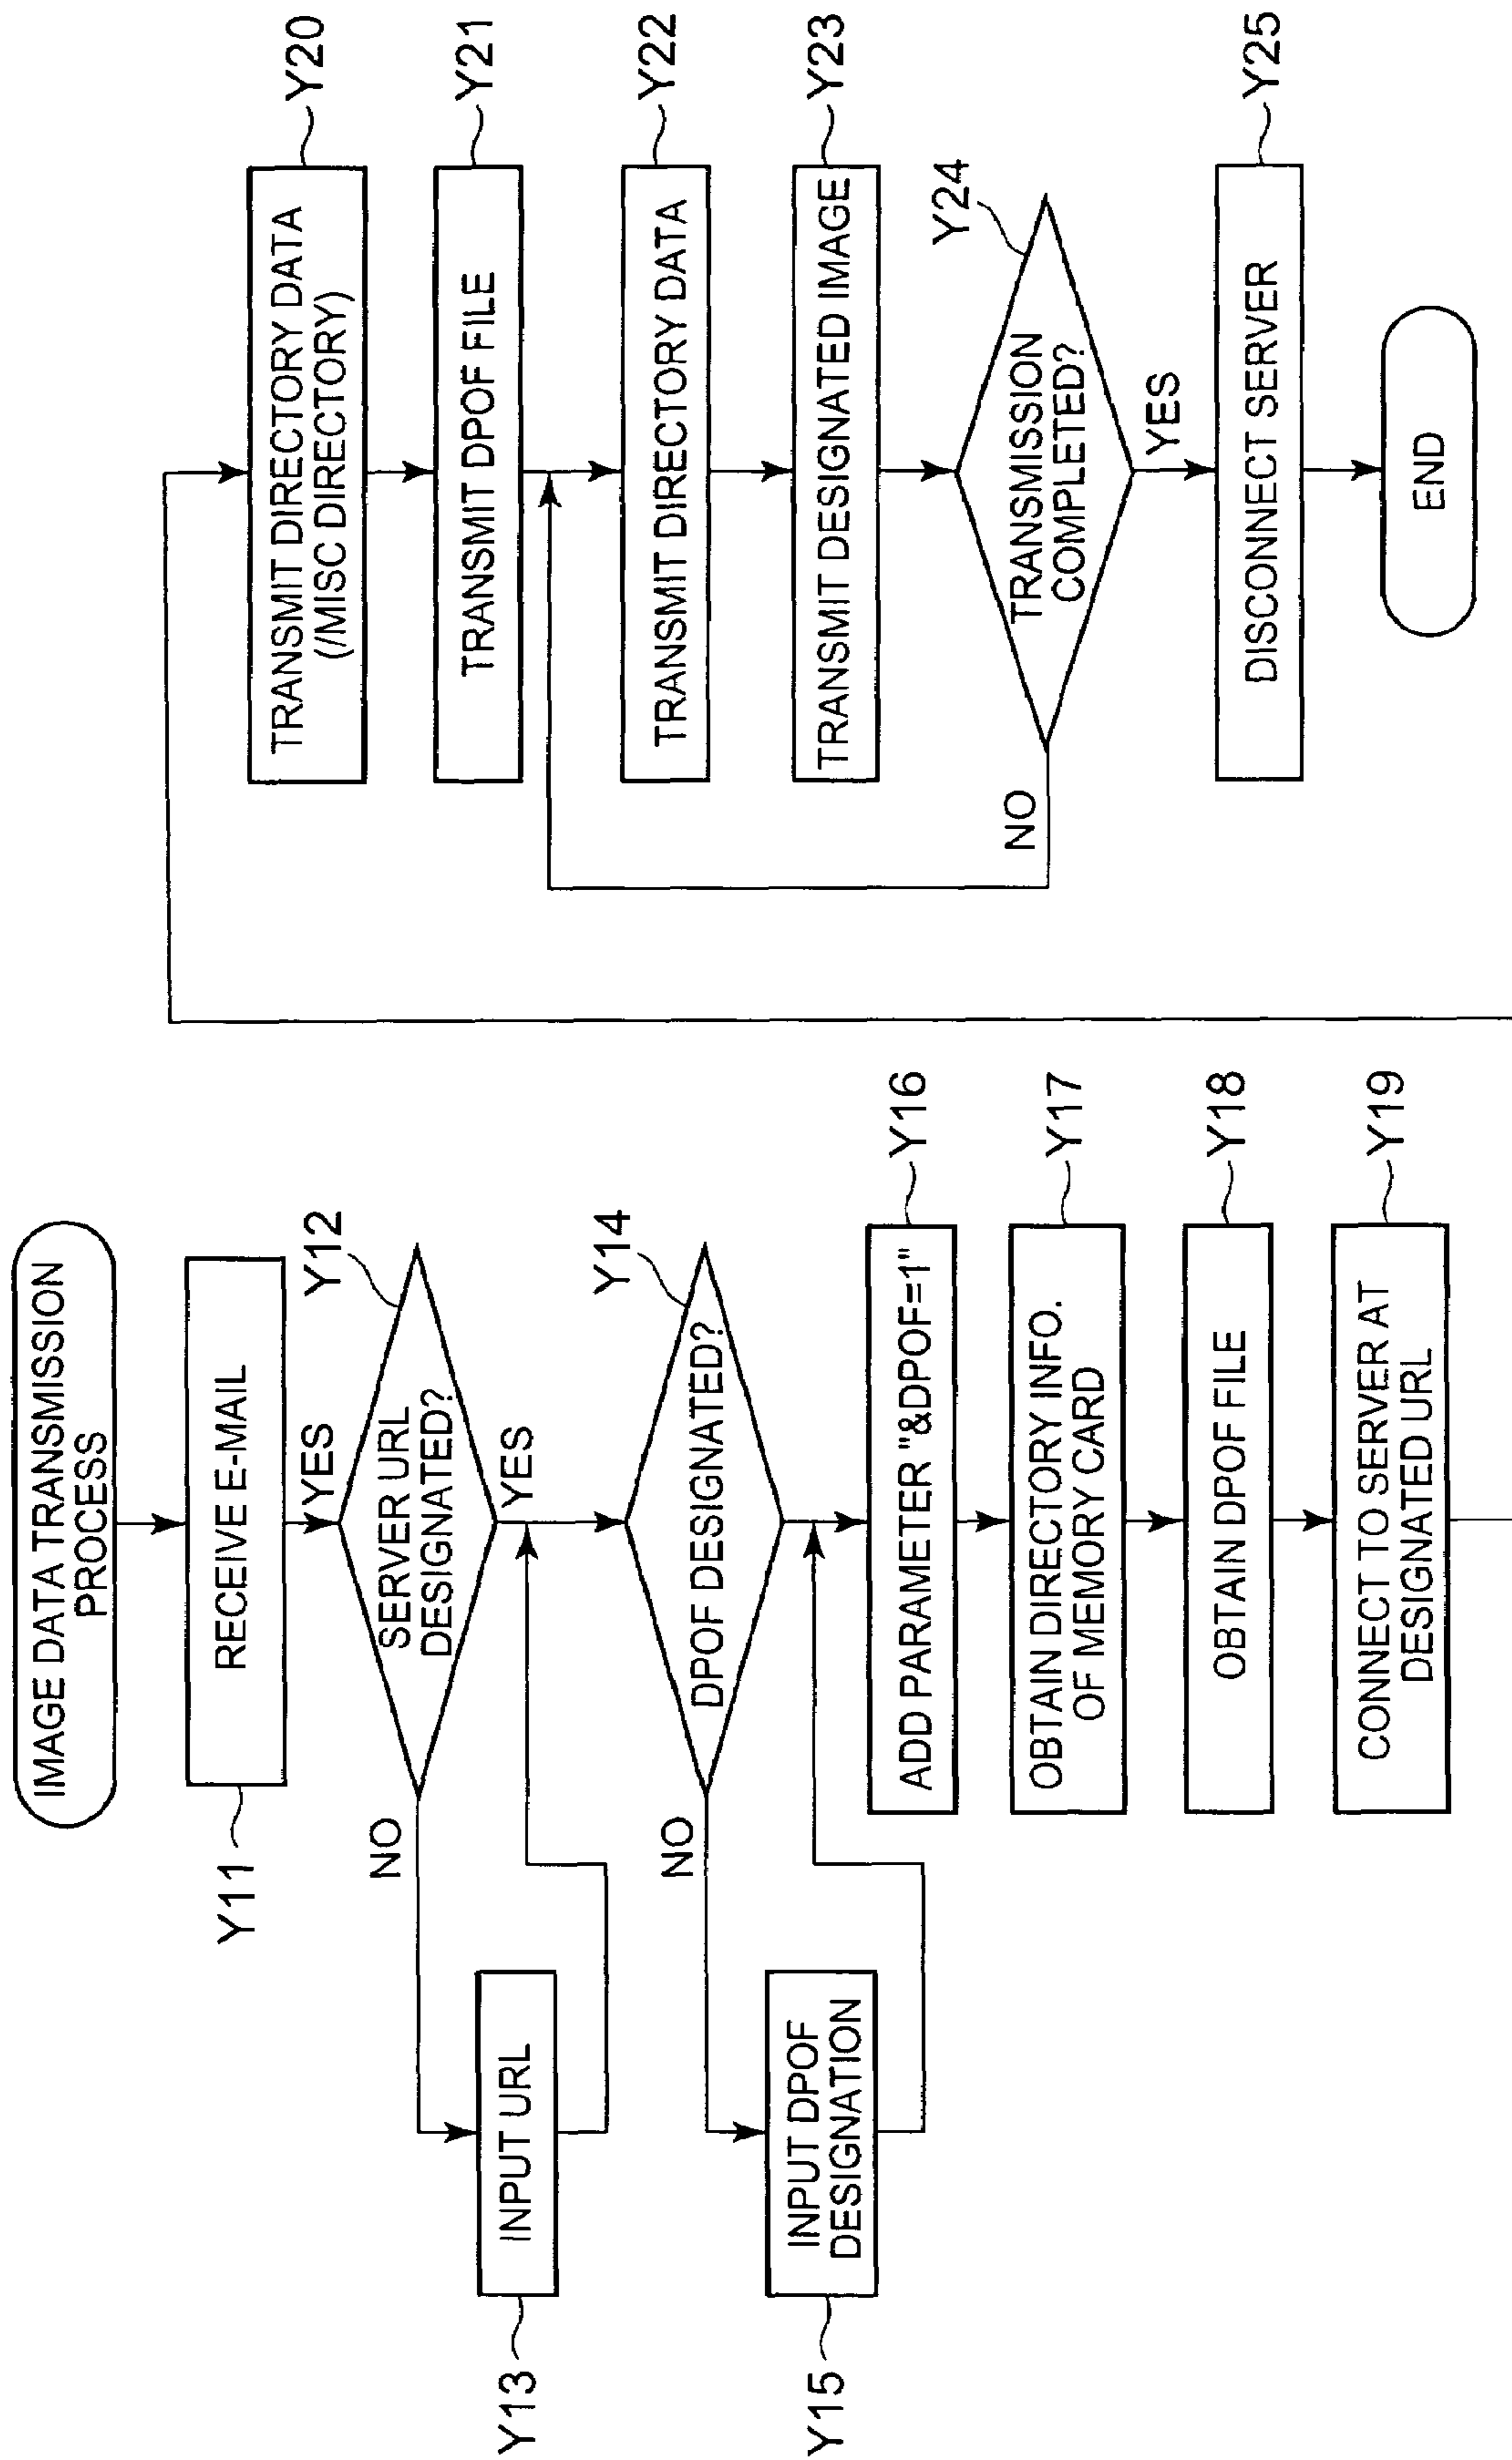 IMAGE DATA TRANSMISSION
PROCESS
Y11
RECEIVE E-MAIL
YES
Y12
SERVER URL
DESIGNATED?
NO
YES
Y13
INPUT URL
Y14
DPOF DESIGNATED?
NO
Y15
INPUT DPOF
DESIGNATION
ADD PARAMETER "&DPOF=1"
Y16
OBTAIN DIRECTORY INFO.
OF MEMORY CARD
Y17
OBTAIN DPOF FILE
Y18
CONNECT TO SERVER AT
DESIGNATED URL
Y19
TRANSMIT DIRECTORY DATA
(/MISC DIRECTORY)
Y20
TRANSMIT DPOF FILE
Y21
TRANSMIT DIRECTORY DATA
Y22
TRANSMIT DESIGNATED IMAGE
Y23
Y24
TRANSMISSION
COMPLETED?
NO
YES
DISCONNECT SERVER
Y25
END